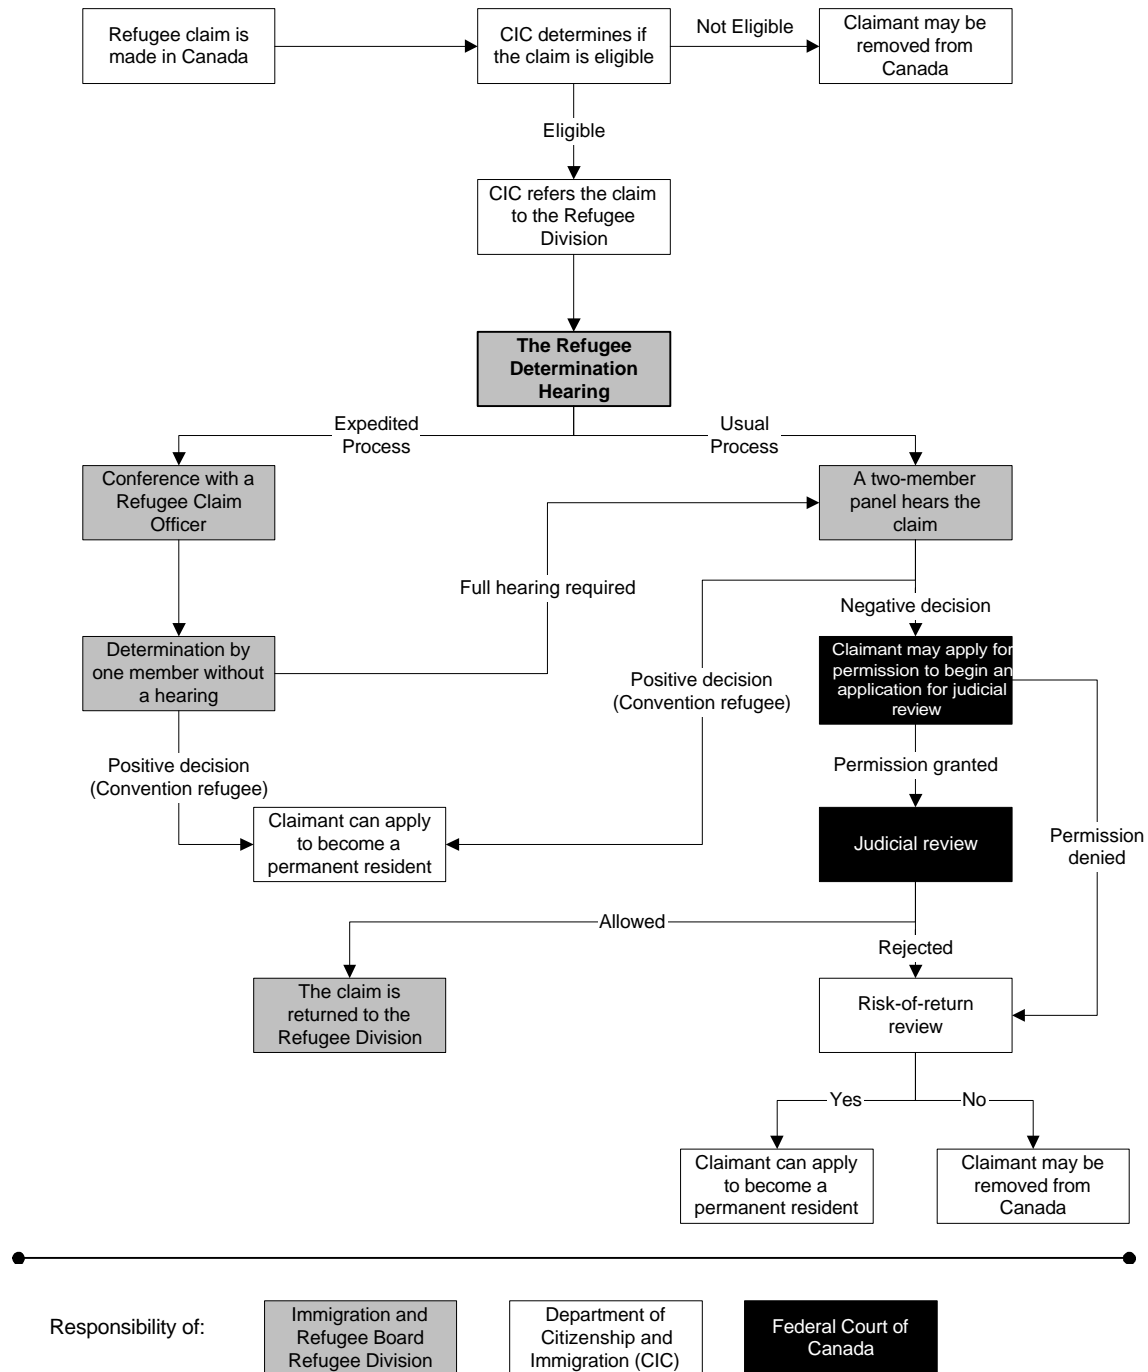 Refugee claim is
made in Canada
CIC determines if
the claim is eligible
Not Eligible
Claimant may be
removed from
Canada
Eligible
CIC refers the claim
to the Refugee
Division
The Refugee
Determination
Hearing
Expedited
Process
Usual
Process
Conference with a
Refugee Claim
Officer
A two-member
panel hears the
claim
Full hearing required
Negative decision
Determination by
one member without
a hearing
Claimant may apply for
permission to begin an
application for judicial
review
Positive decision
(Convention refugee)
Positive decision
(Convention refugee)
Permission granted
Claimant can apply
to become a
permanent resident
Judicial review
Permission
denied
Allowed
Rejected
The claim is
returned to the
Refugee Division
Risk-of-return
review
Yes
No
Claimant can apply
to become a
permanent resident
Claimant may be
removed from
Canada
Responsibility of:
Immigration and
Refugee Board
Refugee Division
Department of
Citizenship and
Immigration (CIC)
Federal Court of
Canada